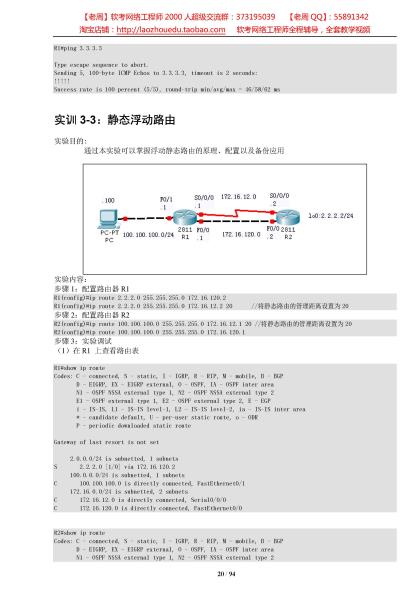 【老周】软考网络工程师 2000 人超级交流群：373195039 【老周 QQ】：55891342
淘宝店铺：http://laozhouedu.taobao.com 软考网络工程师全程辅导，全套教学视频
R1#ping 3.3.3.3
Type escape sequence to abort.
Sending 5, 100-byte ICMP Echos to 3.3.3.3, timeout is 2 seconds:
!!!!!
Success rate is 100 percent (5/5), round-trip min/avg/max = 46/58/62 ms
实训 3-3：静态浮动路由
实验目的:
通过本实验可以掌握浮动静态路由的原理、配置以及备份应用
.100 F0/1 S0/0/0 172.16.12.0 S0/0/0
.1 .1 .2
lo0:2.2.2.2/24
PC-PT 100.100.100.0/24 2811 F0/0 172.16.120.0 F0/0 2811
PC R1 .1 .2 R2
实验内容:
步骤 1：配置路由器 R1
R1(config)#ip route 2.2.2.0 255.255.255.0 172.16.120.2
R1(config)#ip route 2.2.2.0 255.255.255.0 172.16.12.2 20 //将静态路由的管理距离设置为 20
步骤 2：配置路由器 R2
R2(config)#ip route 100.100.100.0 255.255.255.0 172.16.12.1 20 //将静态路由的管理距离设置为 20
R2(config)#ip route 100.100.100.0 255.255.255.0 172.16.120.1
步骤 3：实验调试
（1）在 R1 上查看路由表
R1#show ip route
Codes: C - connected, S - static, I - IGRP, R - RIP, M - mobile, B - BGP
D - EIGRP, EX - EIGRP external, O - OSPF, IA - OSPF inter area
N1 - OSPF NSSA external type 1, N2 - OSPF NSSA external type 2
E1 - OSPF external type 1, E2 - OSPF external type 2, E - EGP
i - IS-IS, L1 - IS-IS level-1, L2 - IS-IS level-2, ia - IS-IS inter area
* - candidate default, U - per-user static route, o - ODR
P - periodic downloaded static route
Gateway of last resort is not set
2.0.0.0/24 is subnetted, 1 subnets
S 2.2.2.0 [1/0] via 172.16.120.2
100.0.0.0/24 is subnetted, 1 subnets
C 100.100.100.0 is directly connected, FastEthernet0/1
172.16.0.0/24 is subnetted, 2 subnets
C 172.16.12.0 is directly connected, Serial0/0/0
C 172.16.120.0 is directly connected, FastEthernet0/0
R2#show ip route
Codes: C - connected, S - static, I - IGRP, R - RIP, M - mobile, B - BGP
D - EIGRP, EX - EIGRP external, O - OSPF, IA - OSPF inter area
N1 - OSPF NSSA external type 1, N2 - OSPF NSSA external type 2
20 / 94